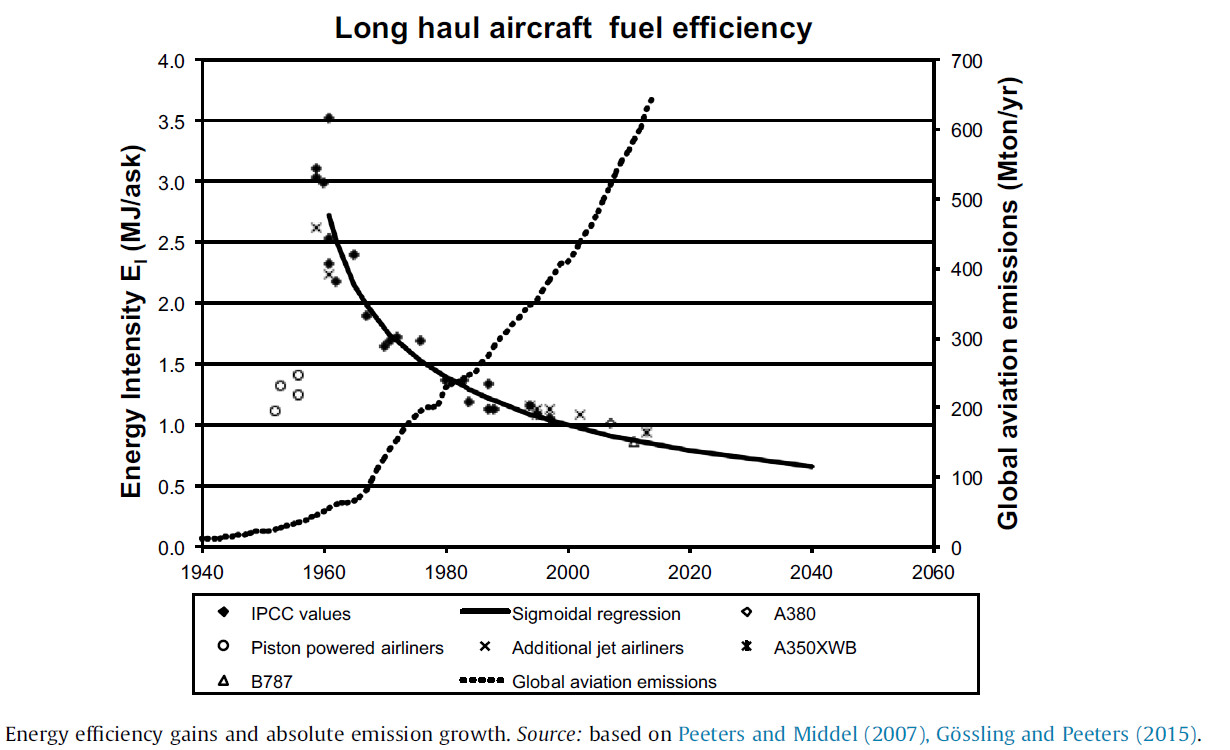 Long haul aircraft fuel efficiency
4.0
3.5
3.0
2.5
2.0
1.5
1.0
0.5
0.0
Energy Intensity EI (MJ/ask)
700
600
500
400
300
200
100
0
Global aviation emissions (Mton/yr)
1940 1960 1980 2000 2020 2040 2060
IPCC values Sigmoidal regression A380
Piston powered airliners Additional jet airliners A350XWB
B787 Global aviation emissions
Energy efficiency gains and absolute emission growth. Source: based on Peeters and Middel (2007), Gössling and Peeters (2015).